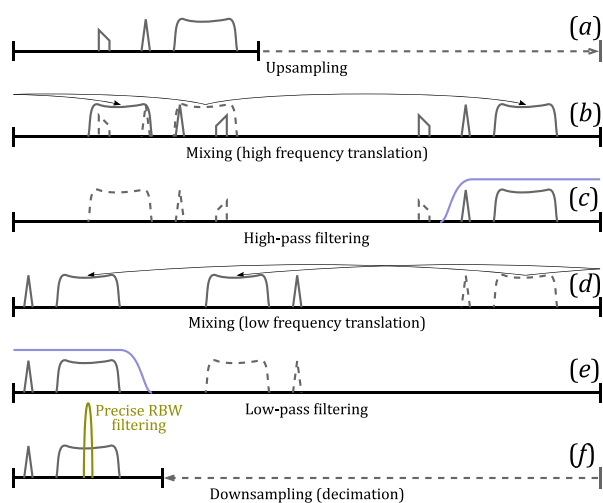 (a)
Upsampling
(b)
Mixing (high frequency translation)
(c)
High-pass filtering
(d)
Mixing (low frequency translation)
(e)
Low-pass filtering
Precise RBW
filtering
(f)
Downsampling (decimation)